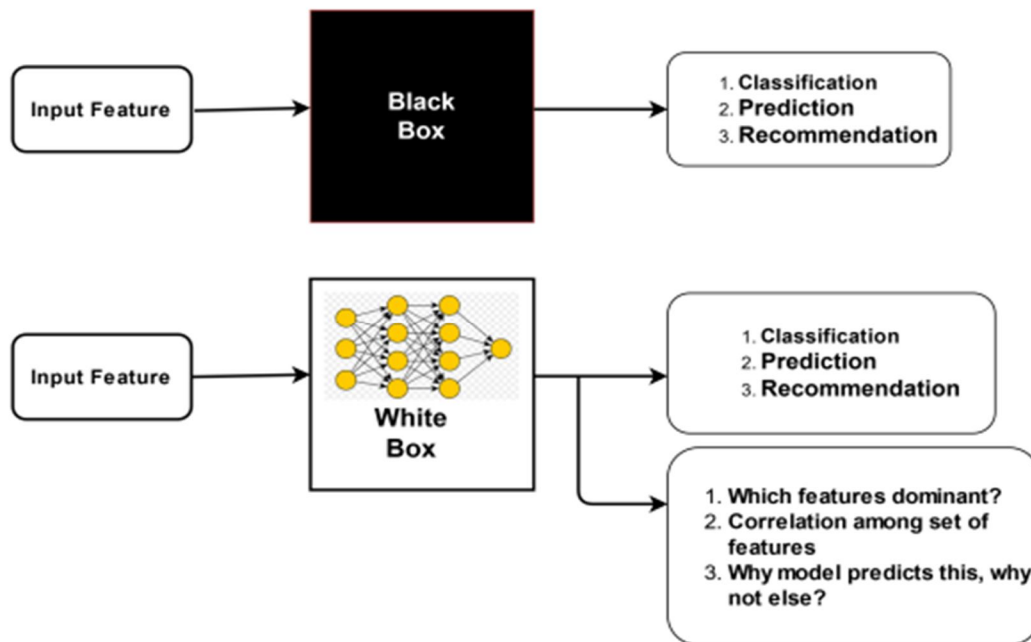 Input Feature
Black
Box
1. Classification
2. Prediction
3. Recommendation
Input Feature
White
Box
1. Classification
2. Prediction
3. Recommendation
1. Which features dominant?
2. Correlation among set of
features
3. Why model predicts this, why
not else?